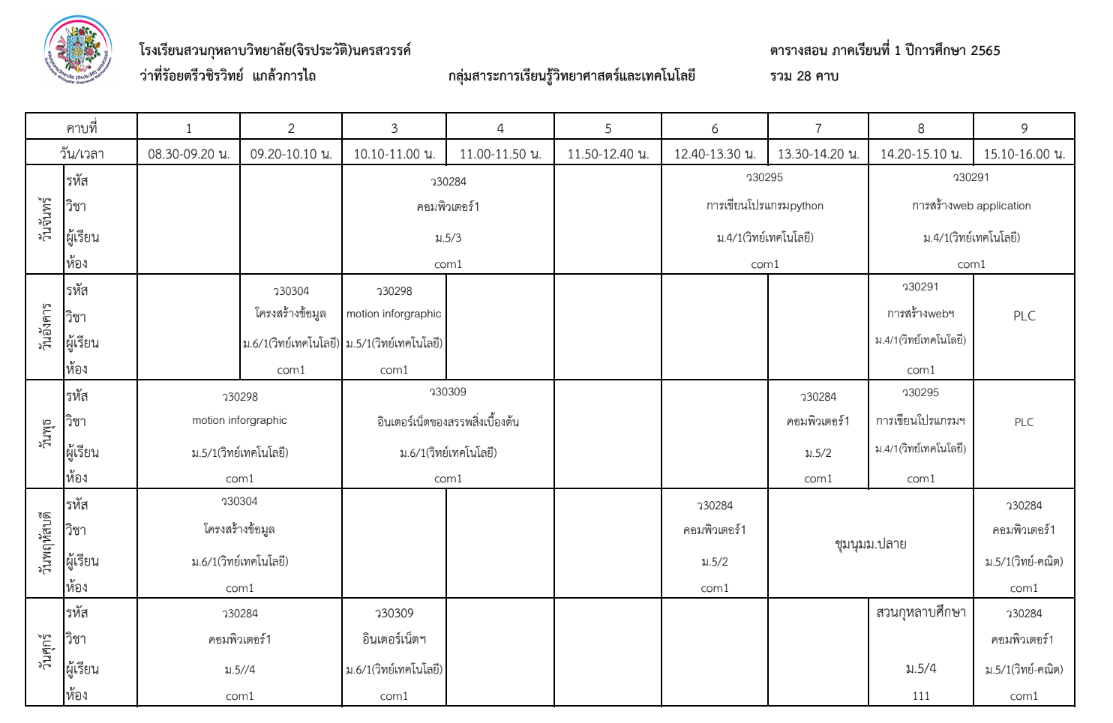 โรงเรียนสวนกุหลาบวิทยาลัย(จิรประวัติ)นครสวรรค์ ตารางสอน ภาคเรียนที่ 1 ปีการศึกษา 2565
ว่าที่ร้อยตรีวชิรวิทย์ แกล้วการไถ กลุ่มสาระการเรียนรู้วิทยาศาสตร์และเทคโนโลยี รวม 28 คาบ
คาบที่ 1 2 3 4 5 6 7 8 9
วัน/เวลา 08.30-09.20 น. 09.20-10.10 น. 10.10-11.00 น. 11.00-11.50 น. 11.50-12.40 น. 12.40-13.30 น. 13.30-14.20 น. 14.20-15.10 น. 15.10-16.00 น.
วันจันทร์
รหัส ว30284 ว30295 ว30291
วิชา คอมพิวเตอร์1 การเขียนโปรแกรมpython การสร้างweb application
ผู้เรียน ม.5/3 ม.4/1(วิทย์เทคโนโลยี) ม.4/1(วิทย์เทคโนโลยี)
ห้อง com1 com1 com1
วันอังคาร
รหัส ว30304 ว30298 ว30291
วิชา โครงสร้างข้อมูล motion inforgraphic การสร้างwebฯ PLC
ผู้เรียน ม.6/1(วิทย์เทคโนโลยี) ม.5/1(วิทย์เทคโนโลยี) ม.4/1(วิทย์เทคโนโลยี)
ห้อง com1 com1 com1
วันพุธ
รหัส ว30298 ว30309 ว30284 ว30295
วิชา motion inforgraphic อินเตอร์เน็ตของสรรพสิ่งเบื้องต้น คอมพิวเตอร์1 การเขียนโปรแกรมฯ PLC
ผู้เรียน ม.5/1(วิทย์เทคโนโลยี) ม.6/1(วิทย์เทคโนโลยี) ม.5/2 ม.4/1(วิทย์เทคโนโลยี)
ห้อง com1 com1 com1 com1
วันพฤหัสบดี
รหัส ว30304 ว30284 ว30284
วิชา โครงสร้างข้อมูล คอมพิวเตอร์1 ชุมนุมม.ปลาย คอมพิวเตอร์1
ผู้เรียน ม.6/1(วิทย์เทคโนโลยี) ม.5/2 ม.5/1(วิทย์-คณิต)
ห้อง com1 com1 com1
วันศุกร์
รหัส ว30284 ว30309 สวนกุหลาบศึกษา ว30284
วิชา คอมพิวเตอร์1 อินเตอร์เน็ตฯ คอมพิวเตอร์1
ผู้เรียน ม.5//4 ม.6/1(วิทย์เทคโนโลยี) ม.5/4 ม.5/1(วิทย์-คณิต)
ห้อง com1 com1 111 com1